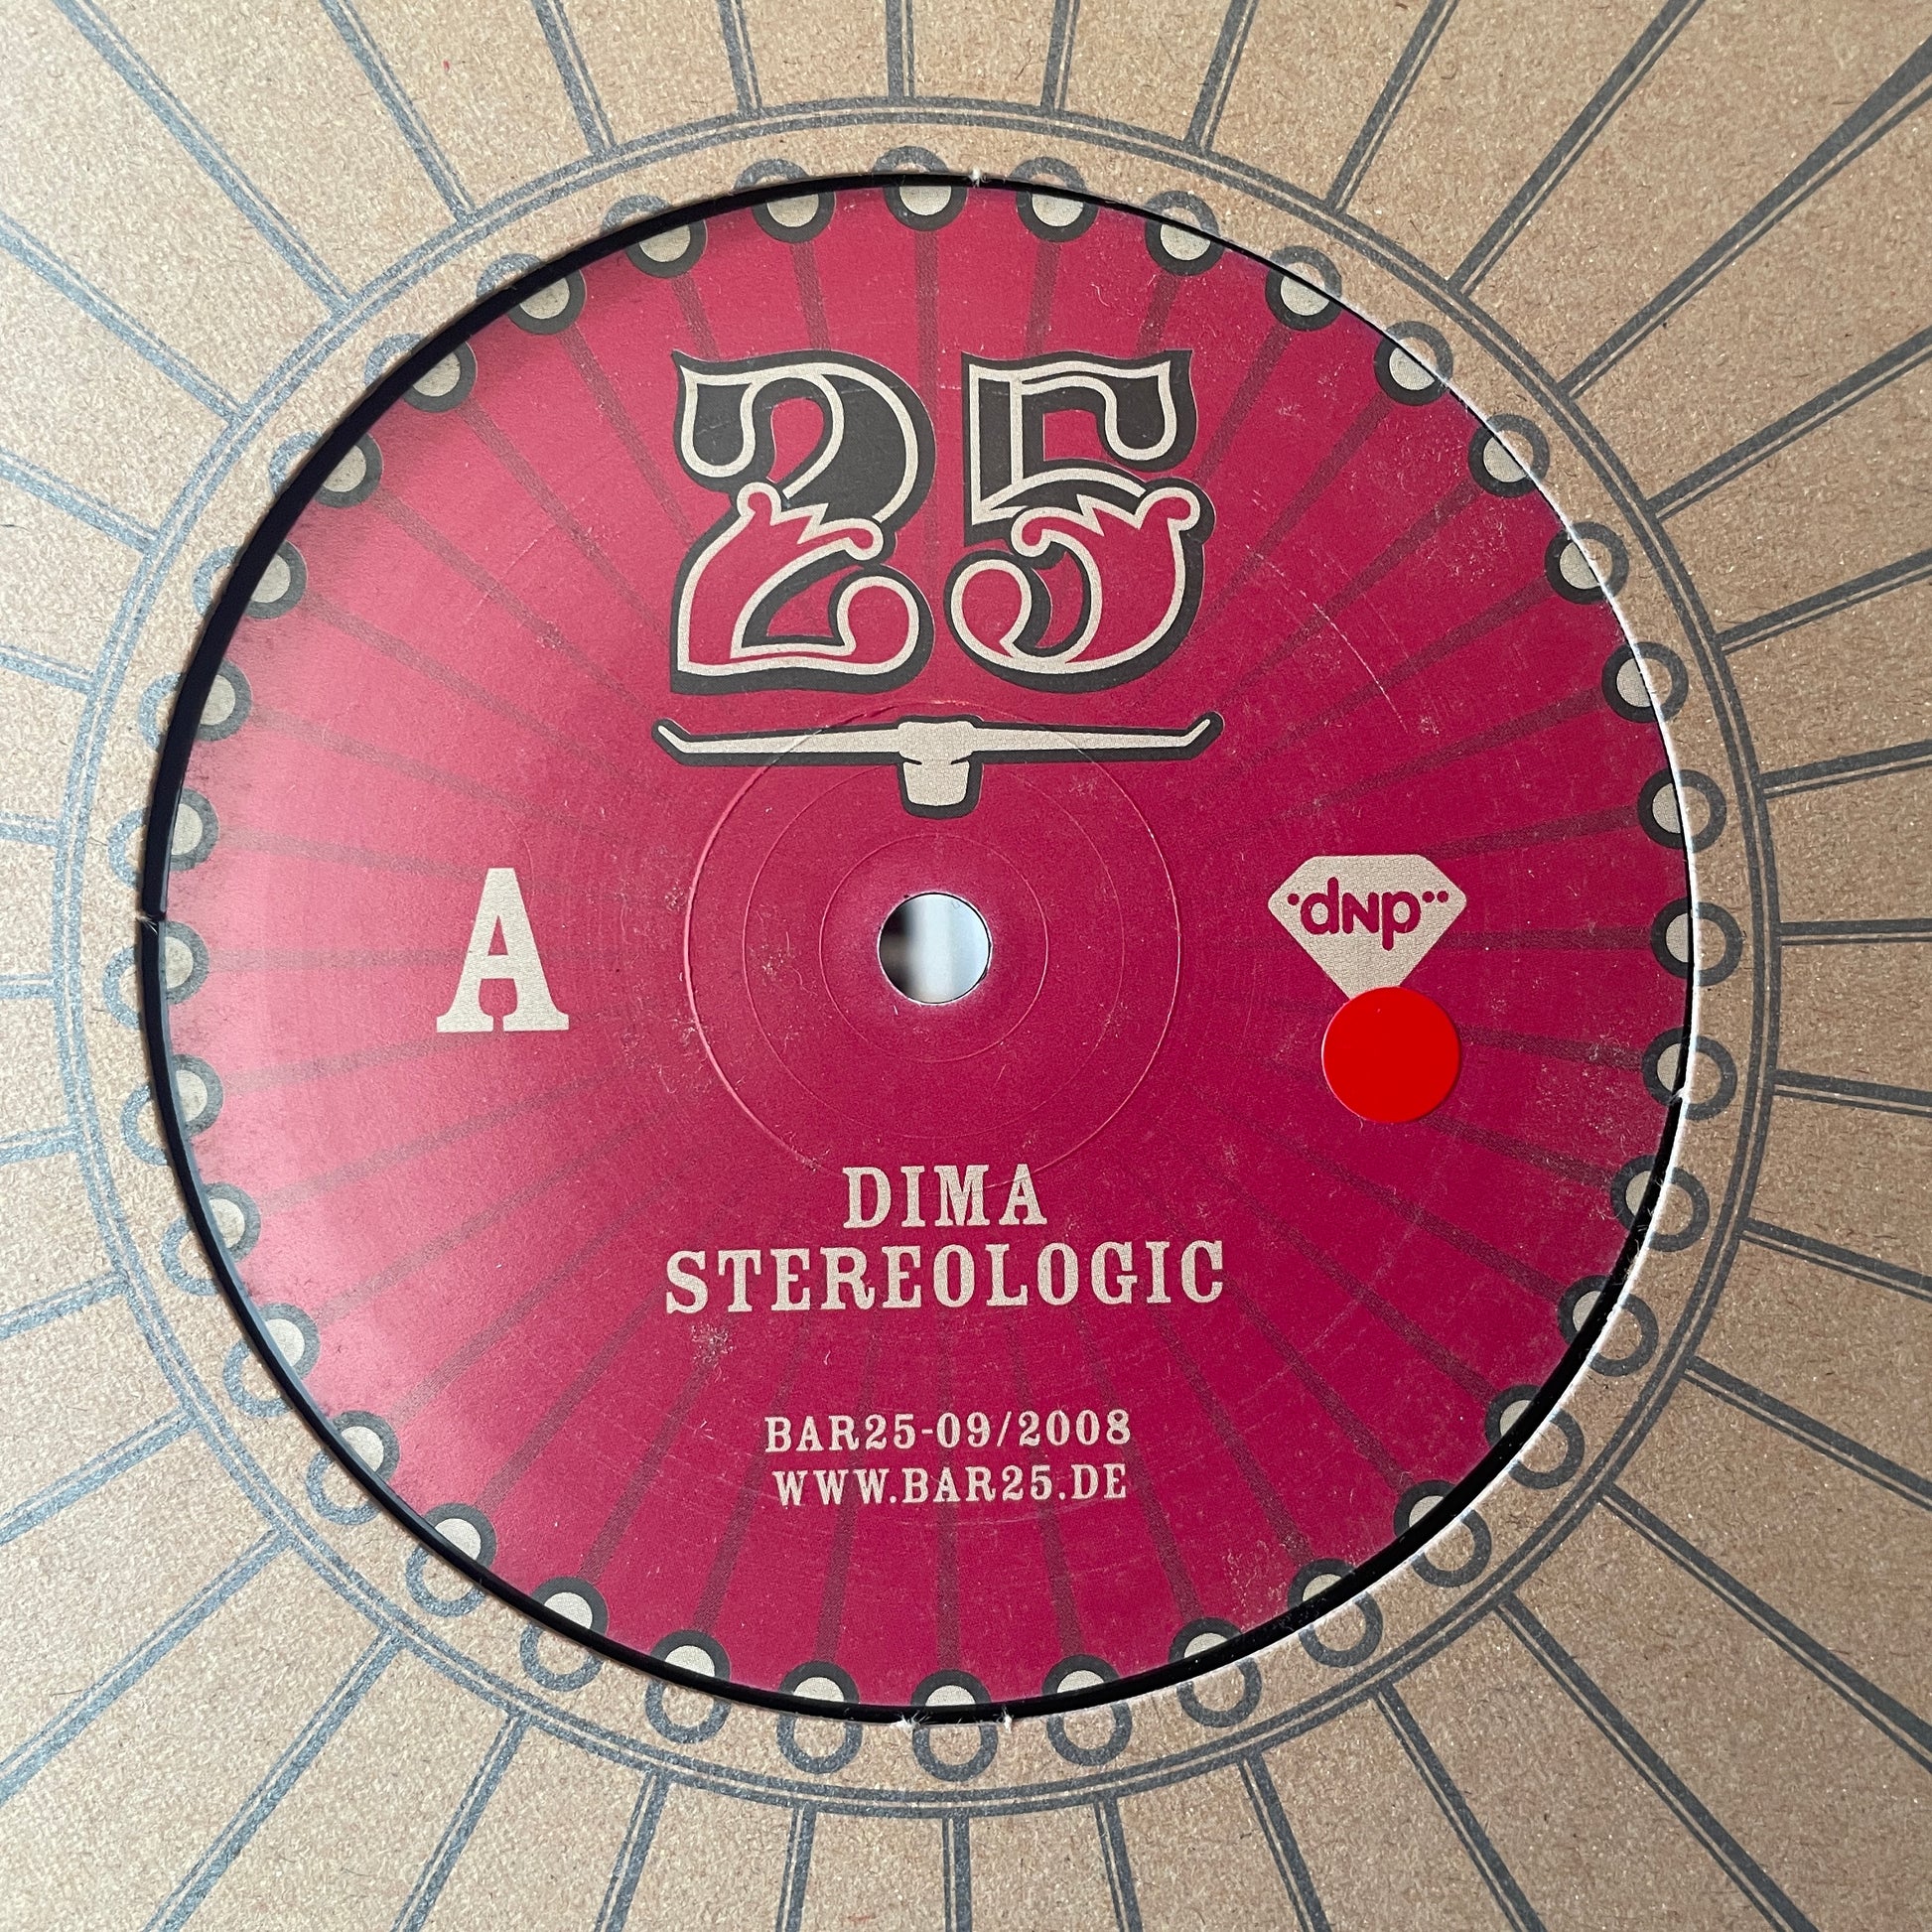 25
A
dNp
DIMA
STEREOLOGIC
BAR25-09/2008
WWW.BAR25.DE